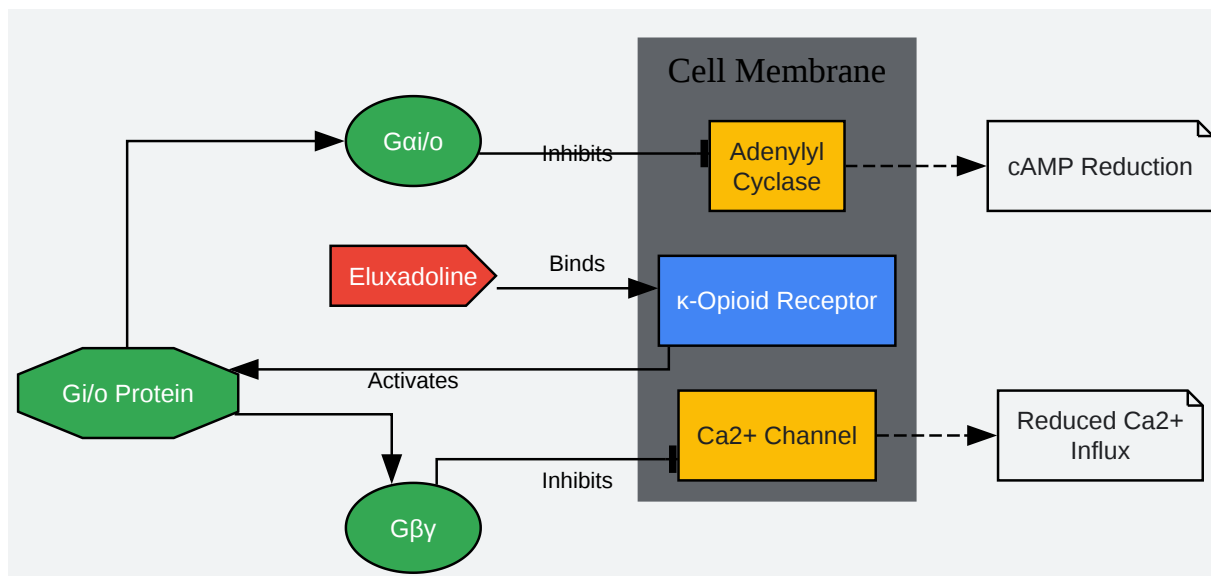 Cell Membrane
Gαi/o
Inhibits
Adenylyl
Cyclase
cAMP Reduction
Eluxadoline
Binds
κ-Opioid Receptor
Gi/o Protein
Activates
Ca2+ Channel
Reduced Ca2+
Influx
Inhibits
Gβγ